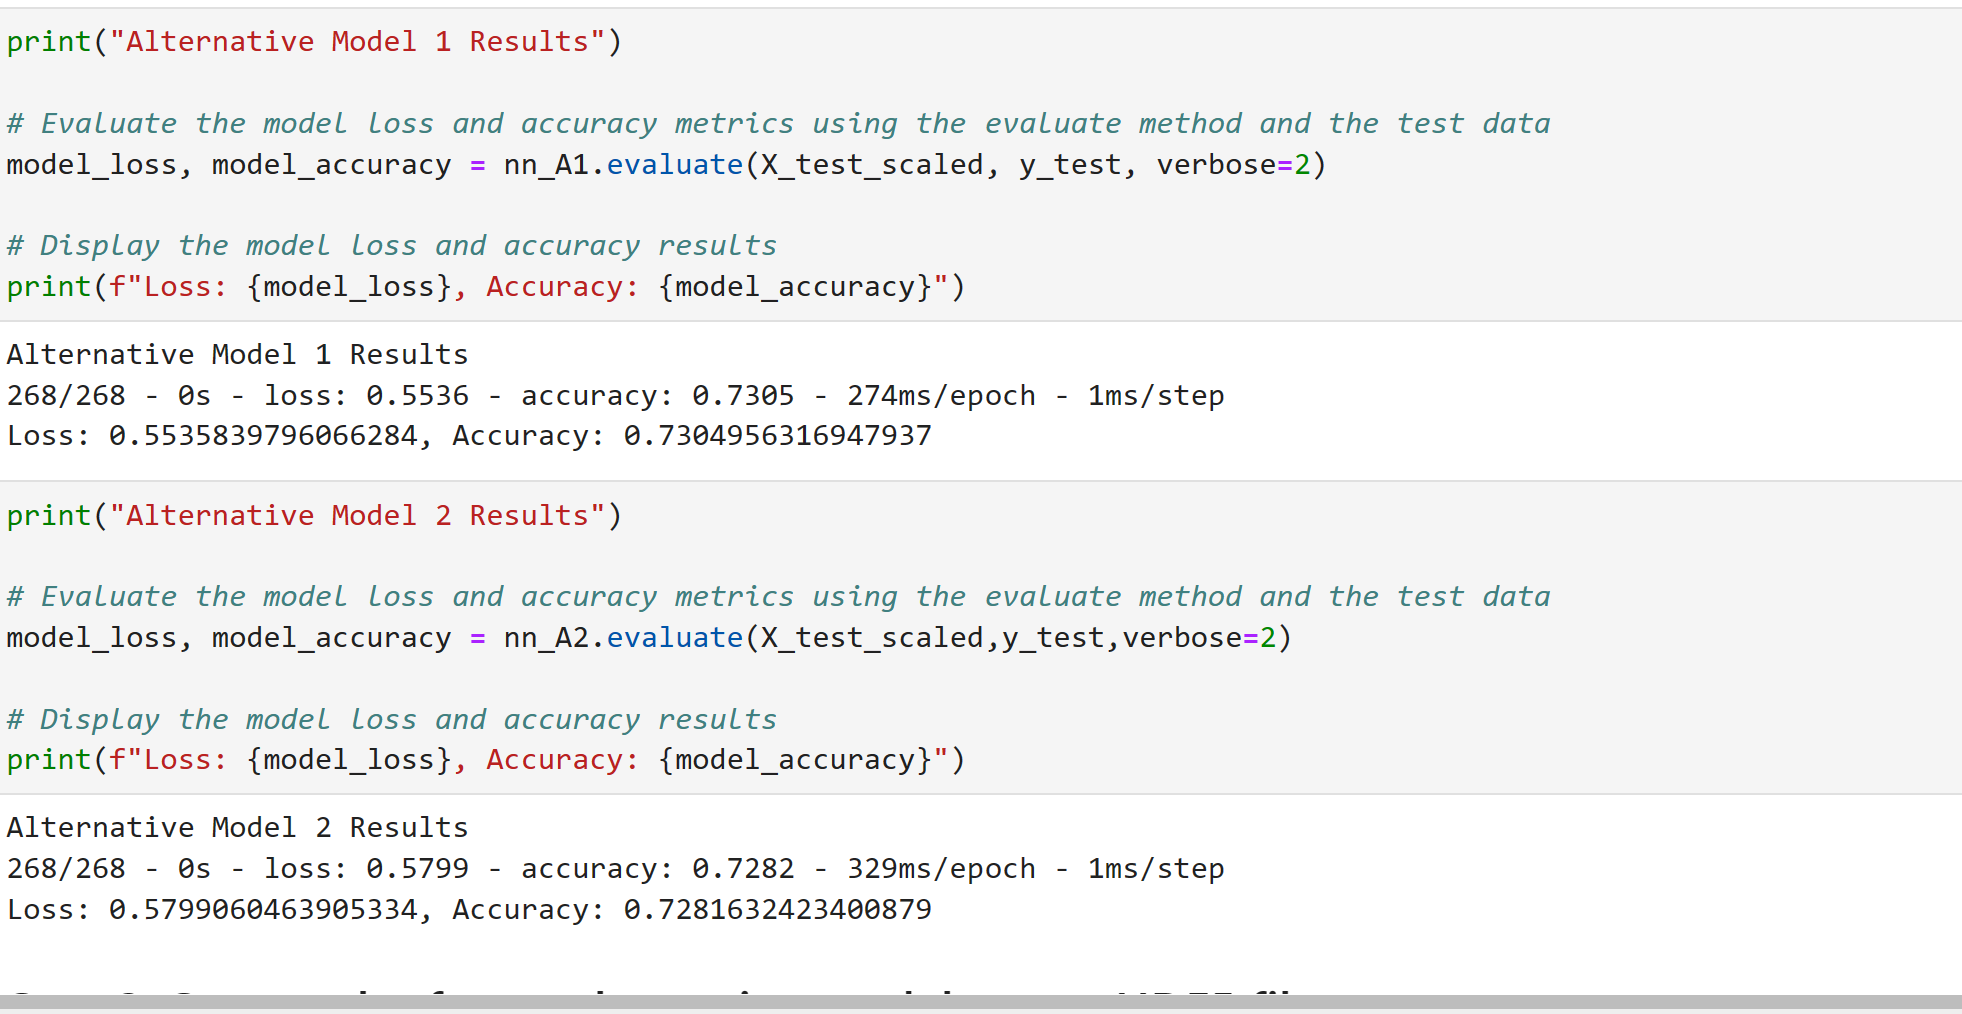 print("Alternative Model 1 Results")
# Evaluate the model loss and accuracy metrics using the evaluate method and the test data
model_loss, model_accuracy = nn_A1.evaluate(X_test_scaled, y_test, verbose=2)
# Display the model loss and accuracy results
print(f"Loss: {model_loss}, Accuracy: {model_accuracy}")
Alternative Model 1 Results
268/268 - 0s - loss: 0.5536 - accuracy: 0.7305 - 274ms/epoch - 1ms/step
Loss: 0.5535839796066284, Accuracy: 0.7304956316947937
print("Alternative Model 2 Results")
# Evaluate the model loss and accuracy metrics using the evaluate method and the test data
model_loss, model_accuracy = nn_A2.evaluate(X_test_scaled,y_test,verbose=2)
# Display the model loss and accuracy results
print(f"Loss: {model_loss}, Accuracy: {model_accuracy}")
Alternative Model 2 Results
268/268 - 0s - loss: 0.5799 - accuracy: 0.7282 - 329ms/epoch - 1ms/step
Loss: 0.5799060463905334, Accuracy: 0.7281632423400879